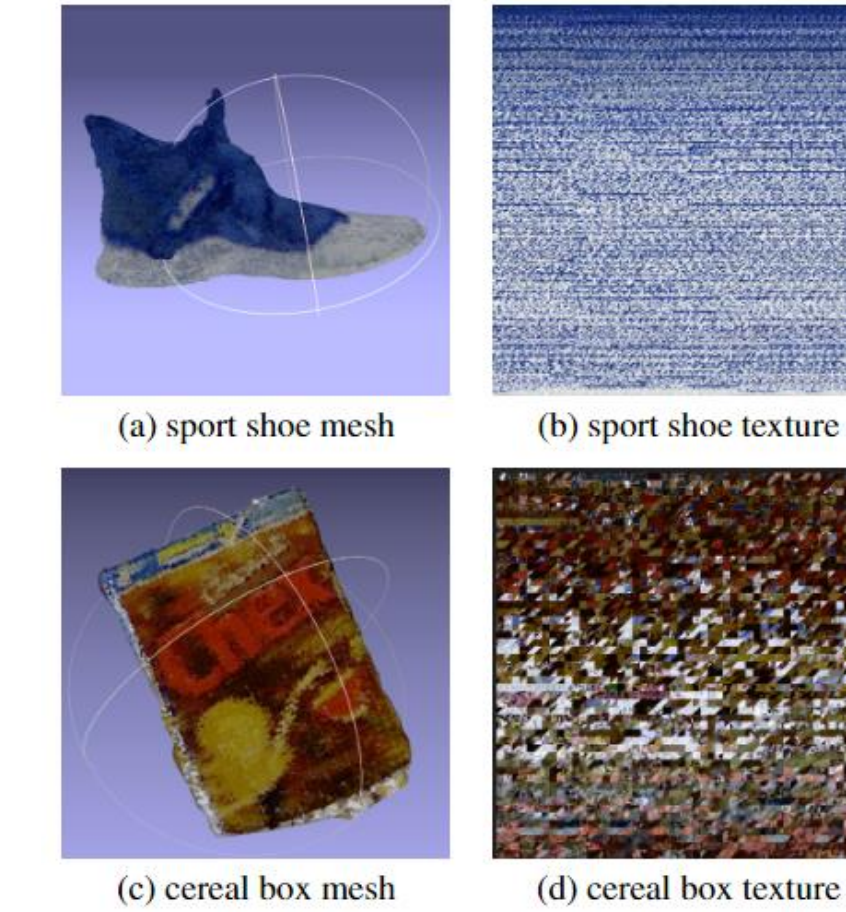 (a) sport shoe mesh
(b) sport shoe texture
(c) cereal box mesh
(d) cereal box texture